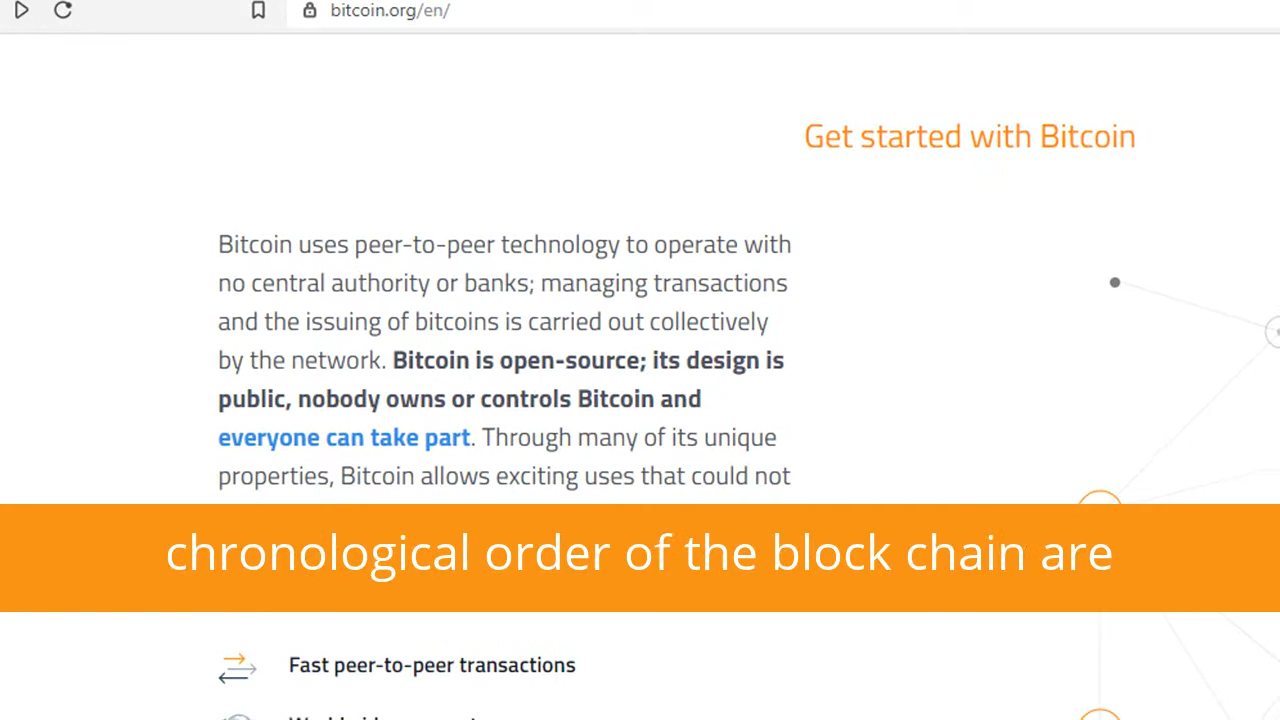 bitcoin.org/en/
Get started with Bitcoin
Bitcoin uses peer-to-peer technology to operate with
no central authority or banks; managing transactions
and the issuing of bitcoins is carried out collectively
by the network. Bitcoin is open-source; its design is
public, nobody owns or controls Bitcoin and
everyone can take part. Through many of its unique
properties, Bitcoin allows exciting uses that could not
chronological order of the block chain are
Fast peer-to-peer transactions